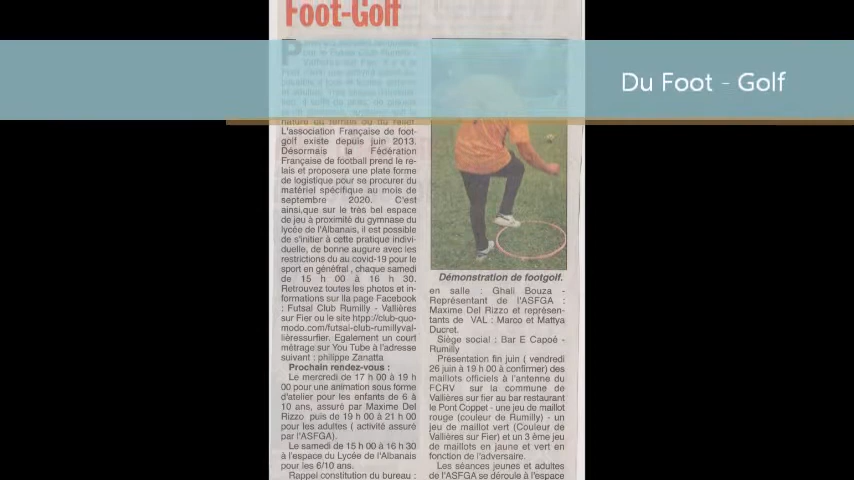 Foot-Golf
Du Foot - Golf
nature du terrain ou du relief.
L'association Française de foot-
golf existe depuis juin 2013.
Désormais la Fédération
Française de football prend le re-
lais et proposera une plate forme
de logistique pour se procurer du
matériel spécifique au mois de
septembre 2020. C'est
ainsi,que sur le très bel espace
de jeu à proximité du gymnase du
lycée de l'Albanais, il est possible
de s'initier à cette pratique indivi-
duelle, de bonne augure avec les
restrictions du au covid-19 pour le
sport en général , chaque samedi
de 15 h 00 à 16 h 30.
Retrouvez toutes les photos et in-
formations sur lla page Facebook
: Futsal Club Rumilly - Vallières
sur Fier ou le site htpp://club-quo-
modo.com/futsal-club-rumillyval-
lièressurfier. Egalement un court
métrage sur You Tube à l'adresse
suivant : philippe Zanatta
Prochain rendez-vous :
Le mercredi de 17 h 00 à 19 h
00 pour une animation sous forme
d'atelier pour les enfants de 6 à
10 ans, assuré par Maxime Del
Rizzo puis de 19 h 00 à 21 h 00
pour les adultes ( activité assuré
par l'ASFGA).
Le samedi de 15 h 00 à 16 h 30
à l'espace du Lycée de l'Albanais
pour les 6/10 ans.
Rappel constitution du bureau :
Démonstration de footgolf.
en salle : Ghali Bouza -
Représentant de l'ASFGA :
Maxime Del Rizzo et représen-
tants de VAL : Marco et Mattya
Ducret.
Siège social : Bar E Capoé -
Rumilly
Présentation fin juin ( vendredi
26 juin à 19 h 00 à confirmer) des
maillots officiels à l'antenne du
FCRV sur la commune de
Vallières sur fier au bar restaurant
le Pont Coppet - une jeu de maillot
rouge (couleur de Rumilly) - un
jeu de maillot vert (Couleur de
Vallières sur Fier) et un 3 ème jeu
de maillots en jaune et vert en
fonction de l'adversaire.
Les séances jeunes et adultes
de l'ASFGA se déroule à l'espace